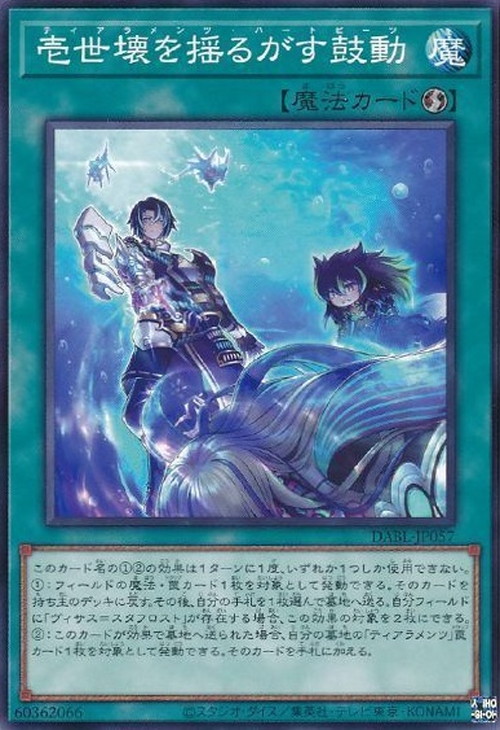 ティアラメンツ・ハートビーツ
壱世壊を揺るがす鼓動 魔
【魔法カード】
DABL-JP057
このカード名の①②の効果は1ターンに1度、いずれか1つしか使用できない。
①：フィールドの魔法・罠カード1枚を対象として発動できる。そのカードを
持ち主のデッキに戻す。その後、自分の手札を1枚選んで墓地へ送る。自分フィールド
に「ヴィサス＝スタフロスト」が存在する場合、この効果の対象を2枚にできる。
②：このカードが効果で墓地へ送られた場合、自分の墓地の「ティアラメンツ」罠
カード1枚を対象として発動できる。そのカードを手札に加える。
60362066 ©スタジオ・ダイス／集英社・テレビ東京・KONAMI